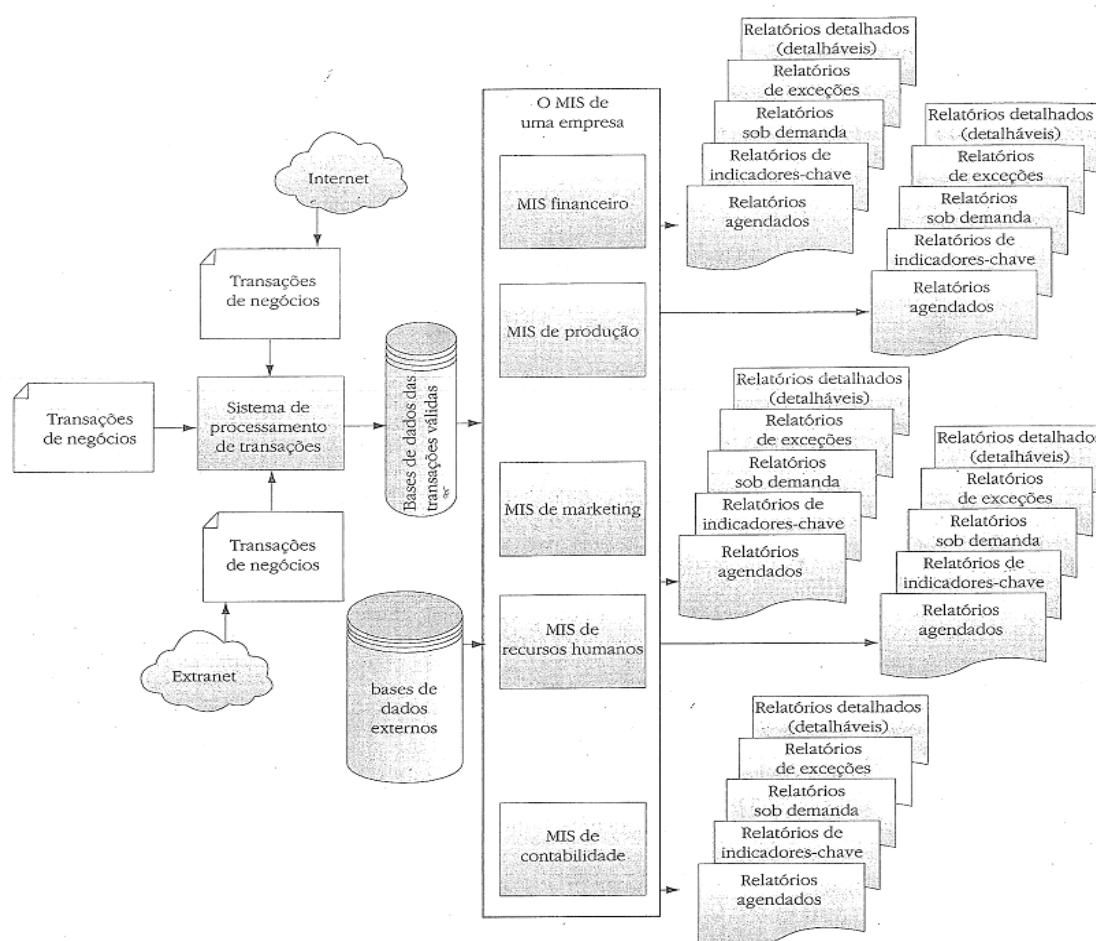 Internet
Transações
de negócios
Transações
de negócios
Sistema de
processamento
de transações
Transações
de negócios
Extranet
Bases de dados das
transações válidas
bases de
dados
externos
O MIS de
uma empresa
MIS financeiro
MIS de produção
MIS de marketing
MIS de
recursos humanos
MIS de
contabilidade
Relatórios detalhados
(detalháveis)
Relatórios
de exceções
Relatórios
sob demanda
Relatórios de
indicadores-chave
Relatórios
agendados
Relatórios detalhados
(detalháveis)
Relatórios
de exceções
Relatórios
sob demanda
Relatórios de
indicadores-chave
Relatórios
agendados
Relatórios detalhados
(detalháveis)
Relatórios
de exceções
Relatórios
sob demanda
Relatórios de
indicadores-chave
Relatórios
agendados
Relatórios detalhados
(detalháveis)
Relatórios
de exceções
Relatórios
sob demanda
Relatórios de
indicadores-chave
Relatórios
agendados
Relatórios detalhados
(detalháveis)
Relatórios
de exceções
Relatórios
sob demanda
Relatórios de
indicadores-chave
Relatórios
agendados